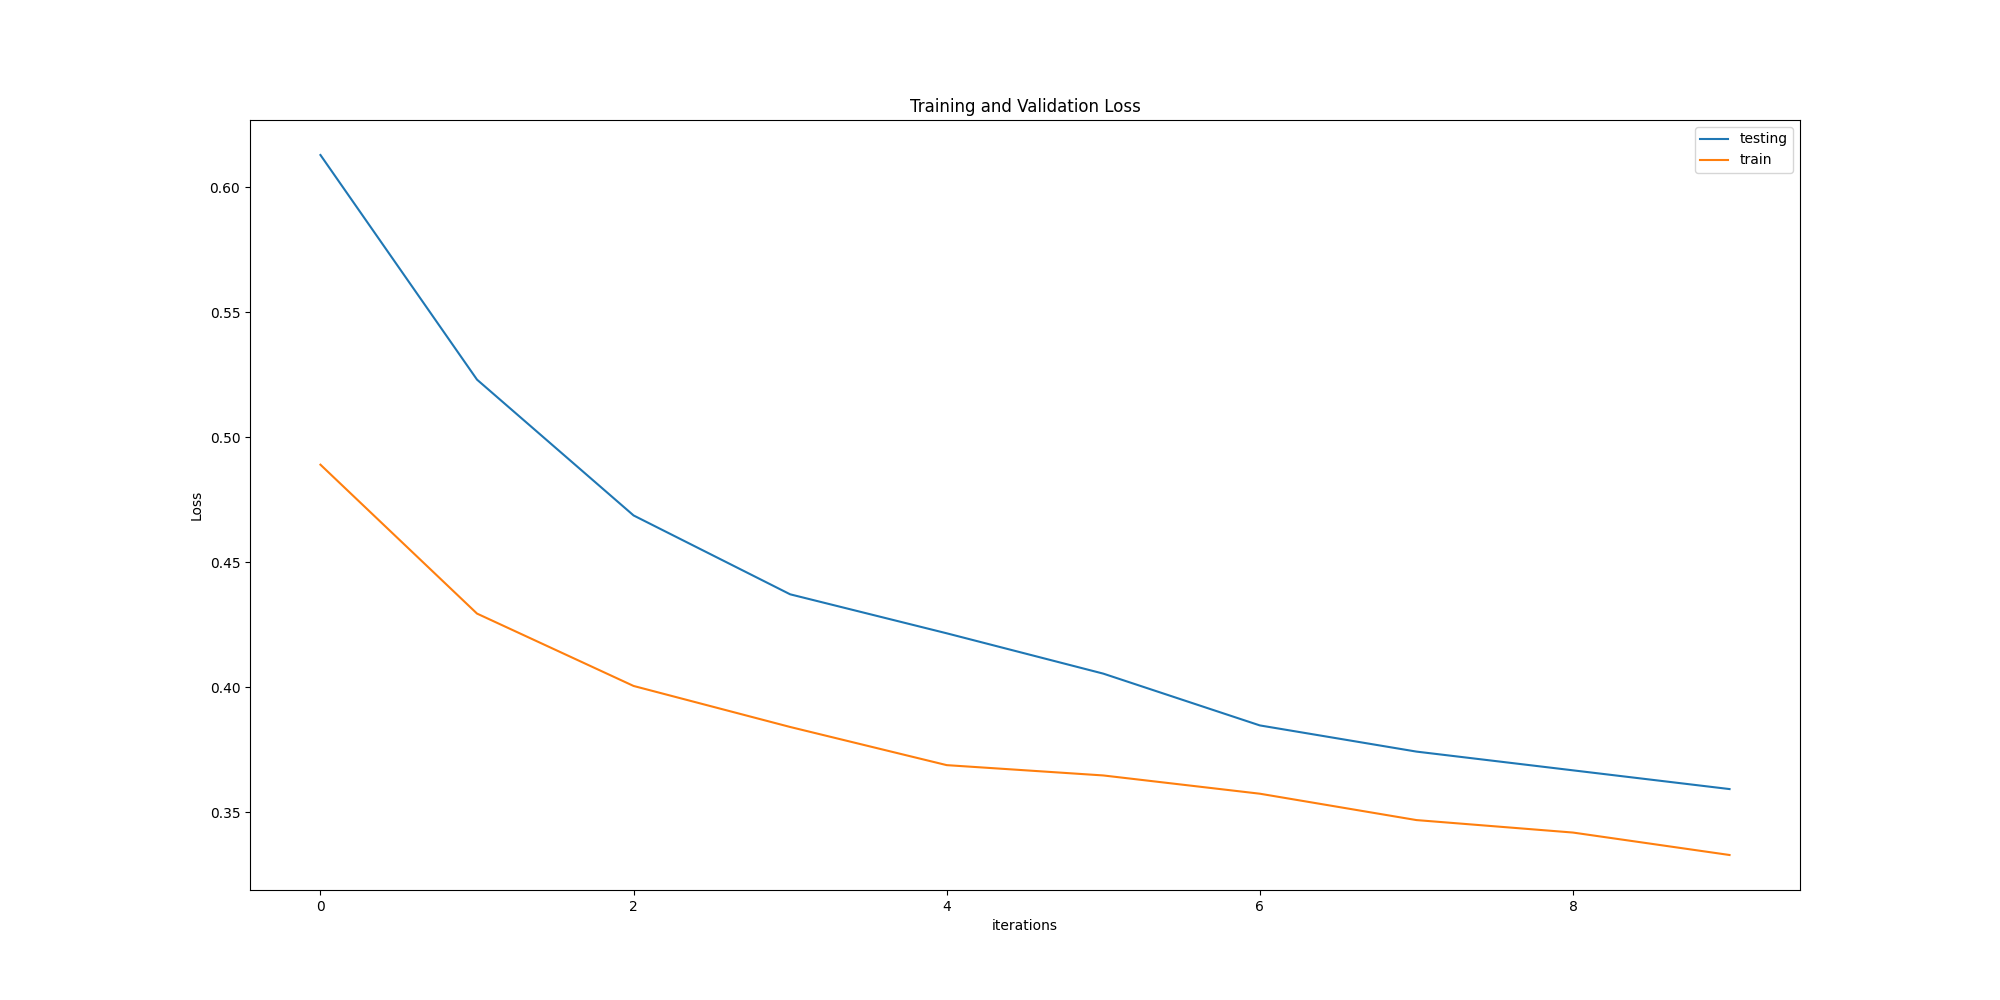 Training and Validation Loss
testing
train
0.60
0.55
0.50
0.45
0.40
0.35
Loss
0 2 4 6 8
iterations